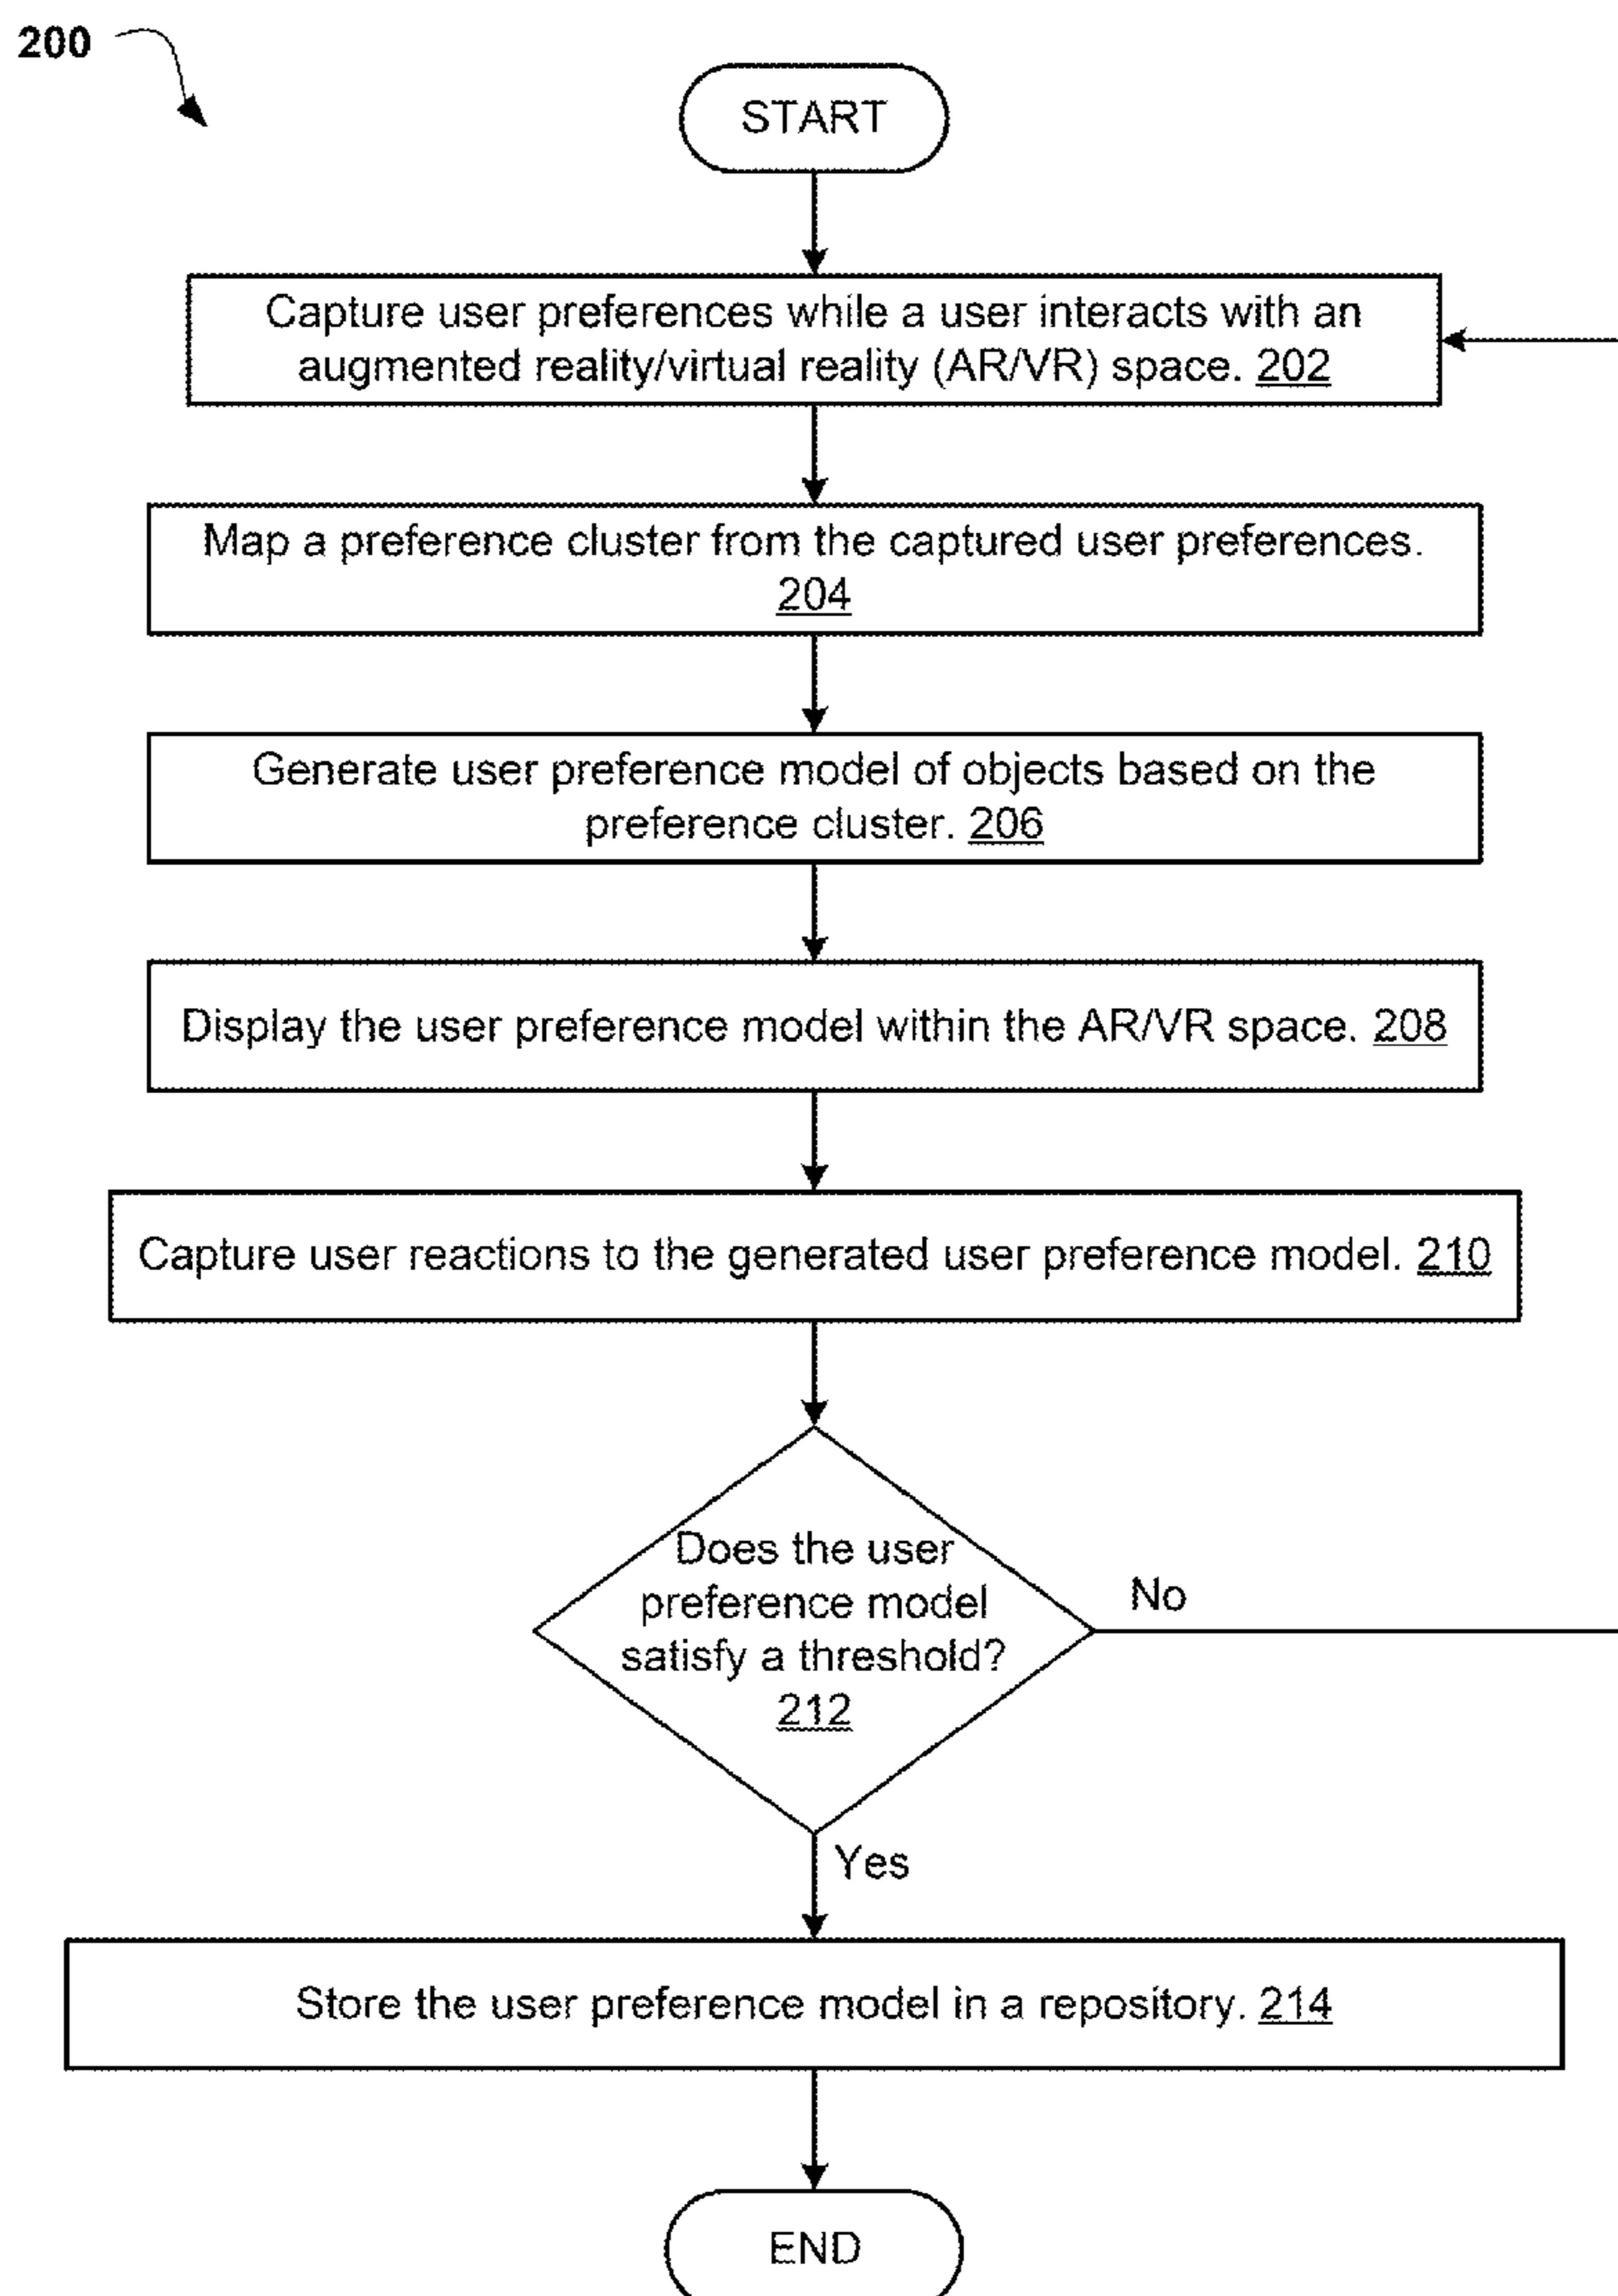 200
START
Capture user preferences while a user interacts with an
augmented reality/virtual reality (AR/VR) space. 202
Map a preference cluster from the captured user preferences.
204
Generate user preference model of objects based on the
preference cluster. 206
Display the user preference model within the AR/VR space. 208
Capture user reactions to the generated user preference model. 210
Does the user
preference model
satisfy a threshold?
212
No
Yes
Store the user preference model in a repository. 214
END